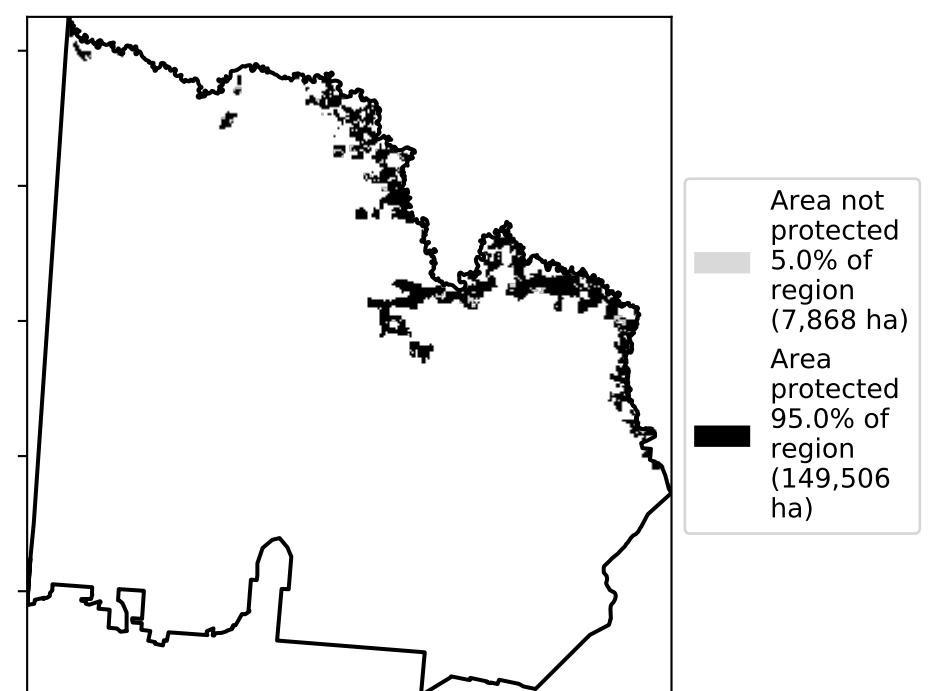 Area not
protected
5.0% of
region
(7,868 ha)
Area
protected
95.0% of
region
(149,506
ha)